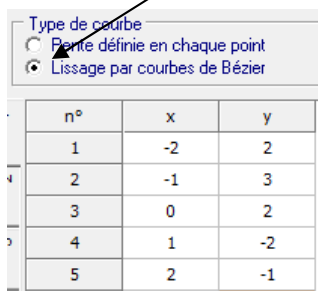 Type de courbe
Pente définie en chaque point
Lissage par courbes de Bézier
n° x y
1 -2 2
2 -1 3
3 0 2
4 1 -2
5 2 -1